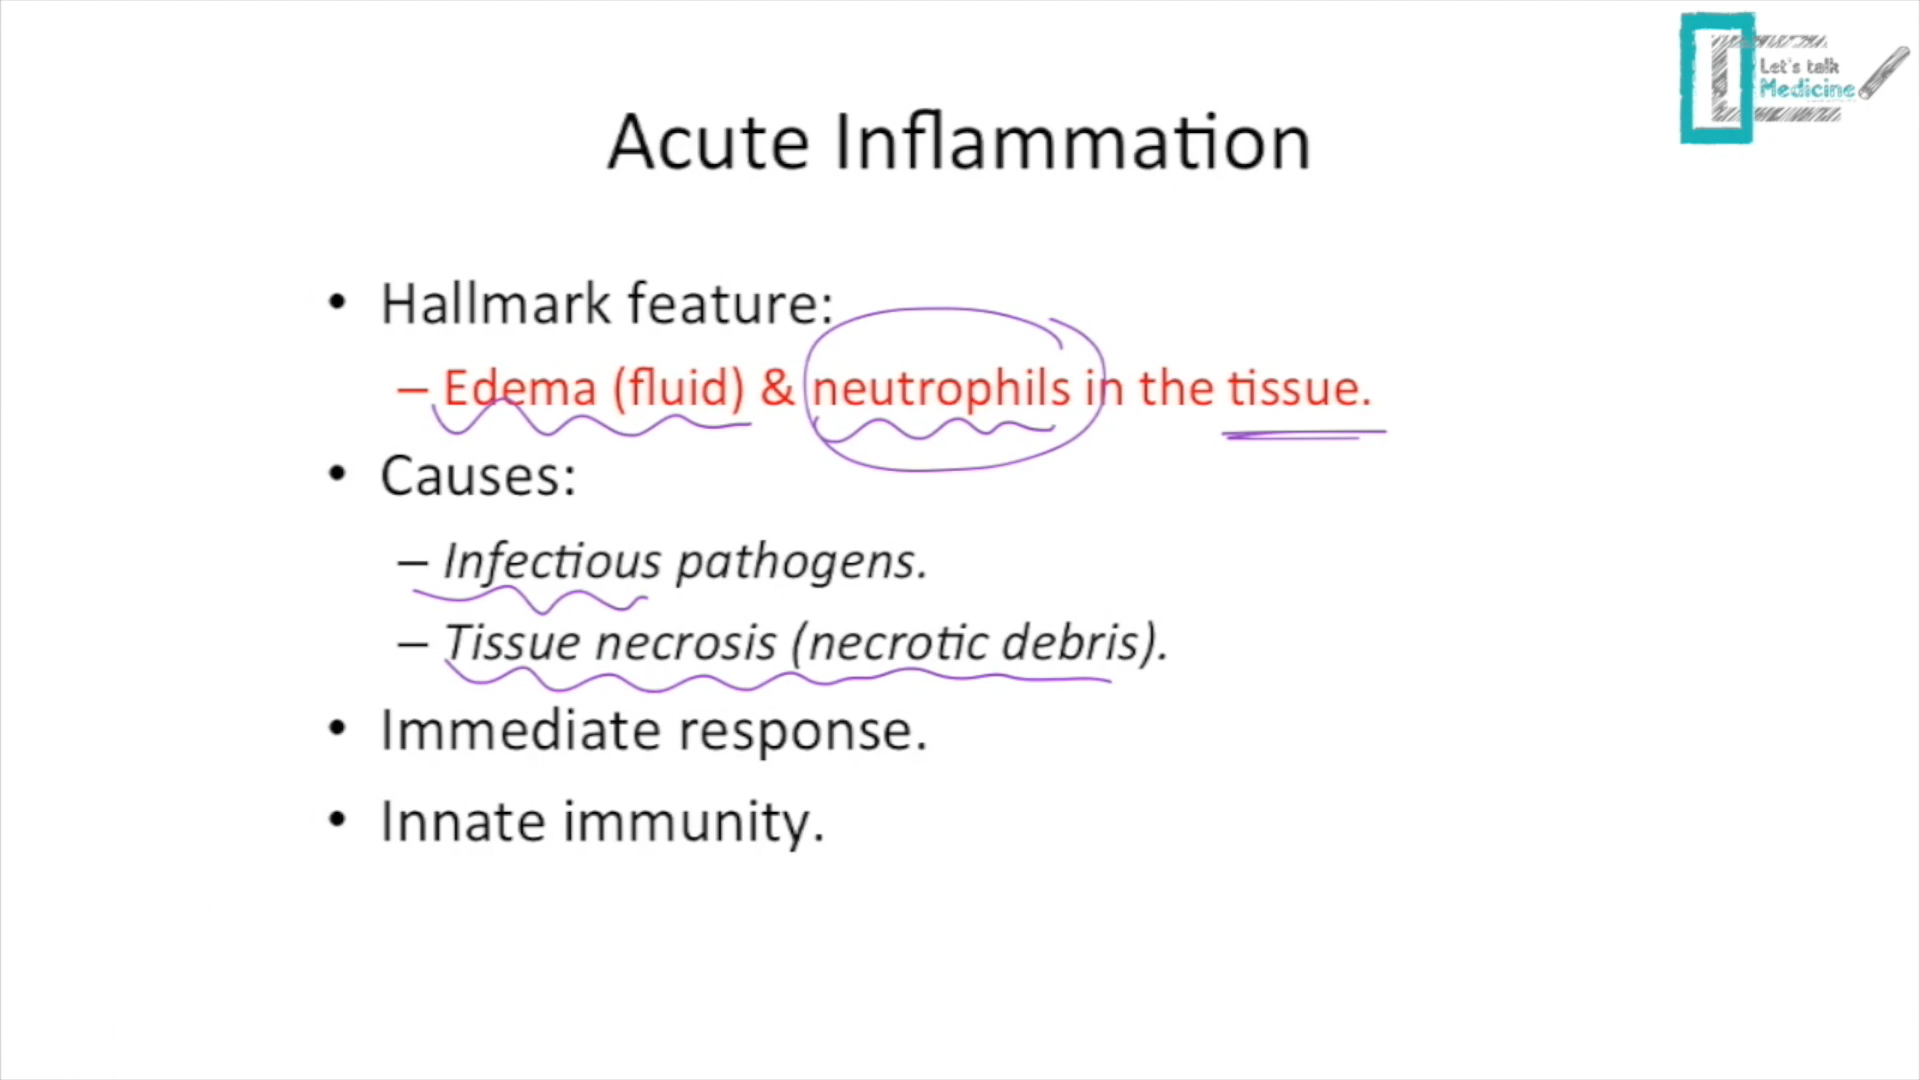 Let's talk
Medicine
Acute Inflammation
• Hallmark feature:
– Edema (fluid) & neutrophils in the tissue.
• Causes:
– Infectious pathogens.
– Tissue necrosis (necrotic debris).
• Immediate response.
• Innate immunity.